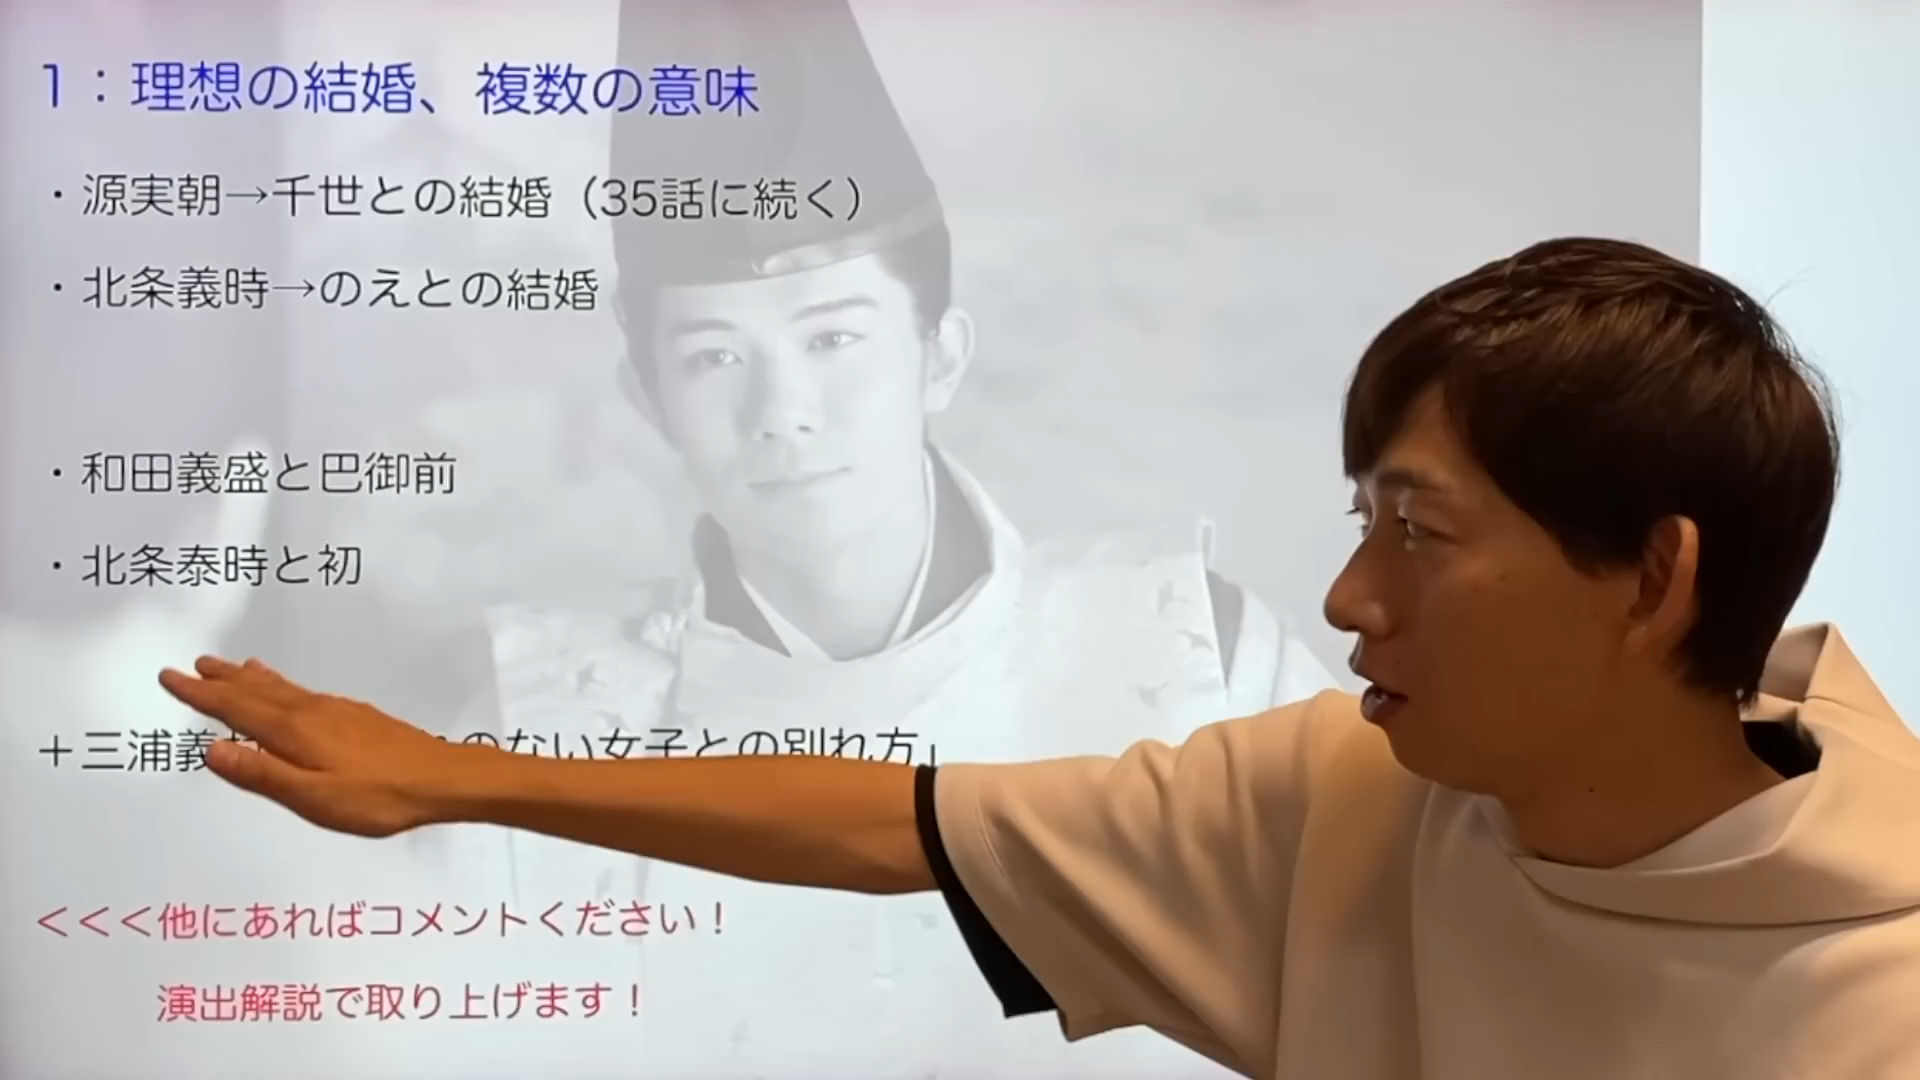 1：理想の結婚、複数の意味
・源実朝→千世との結婚（35話に続く）
・北条義時→のえとの結婚
・和田義盛と巴御前
・北条泰時と初
＋三浦義 のない女子との別れ方」
<<<他にあればコメントください！
演出解説で取り上げます！